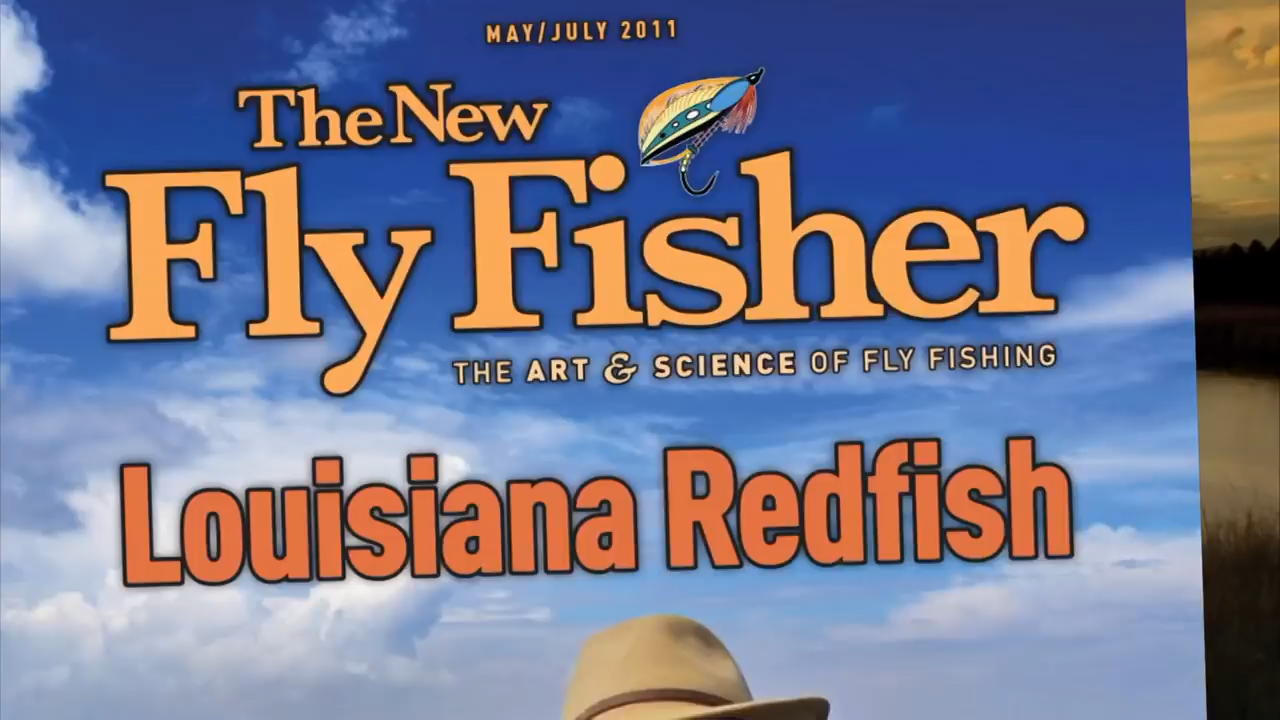 MAY/JULY 2011
The New
Fly Fisher
THE ART & SCIENCE OF FLY FISHING
Louisiana Redfish